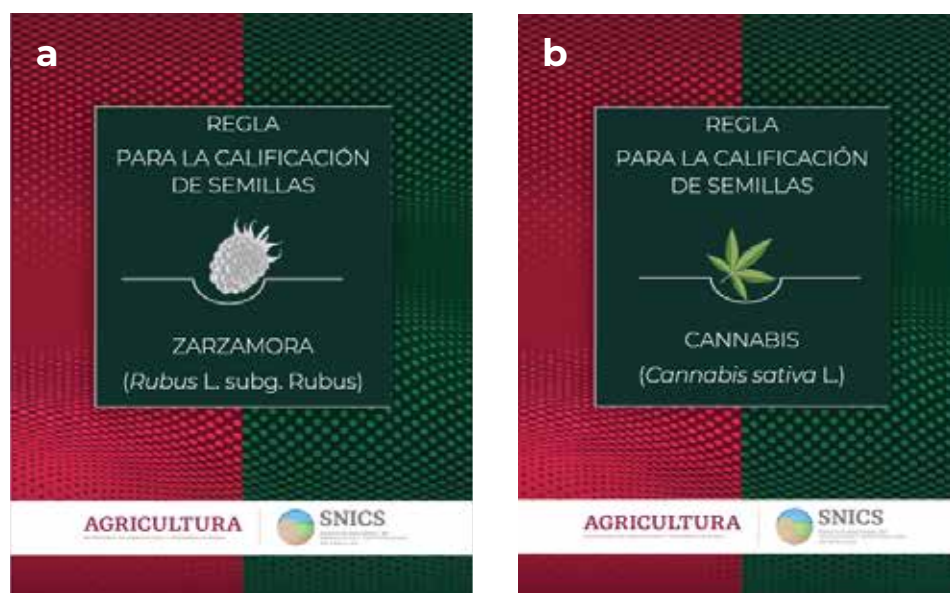 a
REGLA
PARA LA CALIFICACIÓN
DE SEMILLAS
ZARZAMORA
(Rubus L. subg. Rubus)
AGRICULTURA
SNICS
b
REGLA
PARA LA CALIFICACIÓN
DE SEMILLAS
CANNABIS
(Cannabis sativa L.)
AGRICULTURA
SNICS